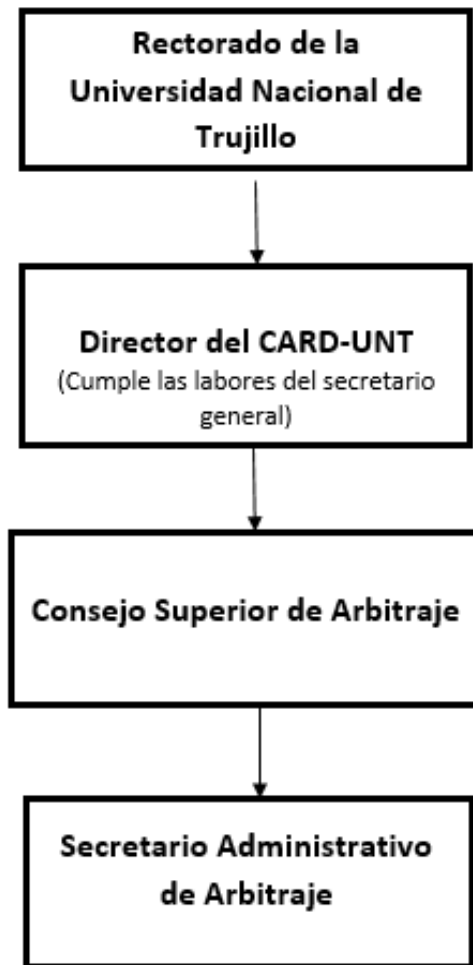 Rectorado de la
Universidad Nacional de
Trujillo
Director del CARD-UNT
(Cumple las labores del secretario
general)
Consejo Superior de Arbitraje
Secretario Administrativo
de Arbitraje